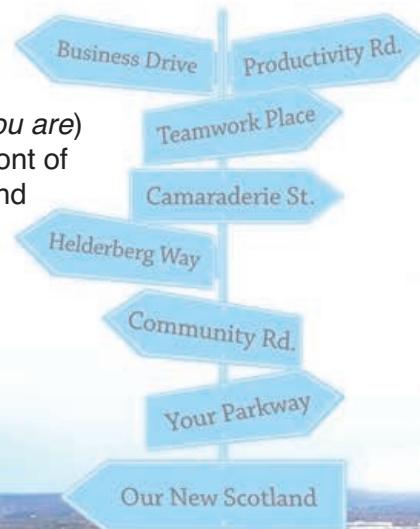 Business Drive
Productivity Rd.
ou are)
ont of
nd
Teamwork Place
Camaraderie St.
Helderberg Way
Community Rd.
Your Parkway
Our New Scotland